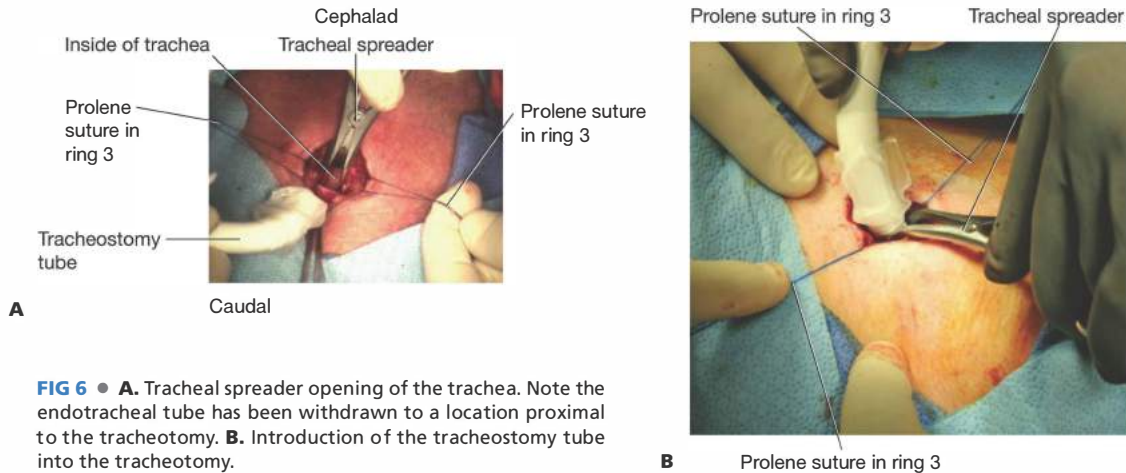 Cephalad
Inside of trachea
Tracheal spreader
Prolene
suture in
ring 3
Prolene suture
in ring 3
Tracheostomy
tube
A
Caudal
FIG 6 ● A. Tracheal spreader opening of the trachea. Note the
endotracheal tube has been withdrawn to a location proximal
to the tracheotomy. B. Introduction of the tracheostomy tube
into the tracheotomy.
Prolene suture in ring 3
Tracheal spreader
B
Prolene suture in ring 3